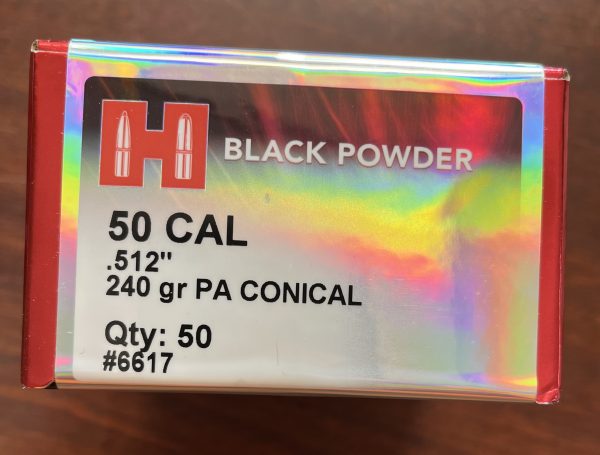 H BLACK POWDER
50 CAL
.512"
240 gr PA CONICAL
Qty: 50
#6617